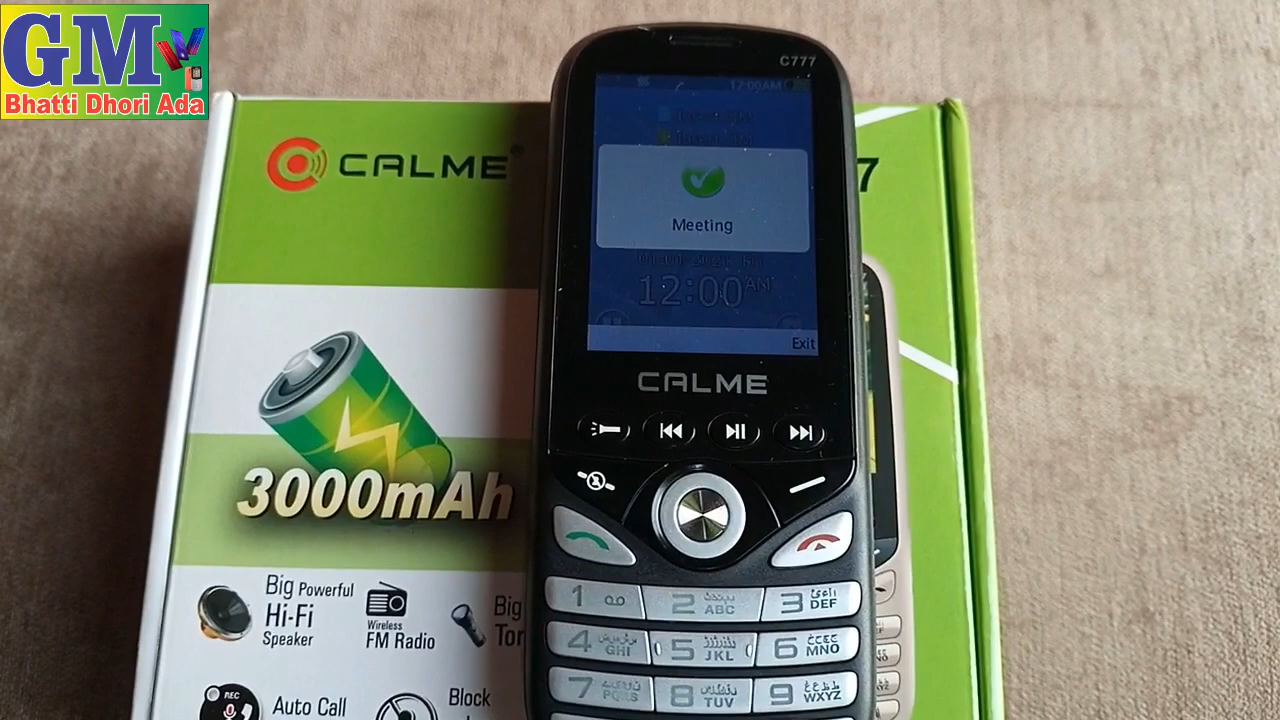 GM
Bhatti Dhori Ada
CALME®
7
3000mAh
Big Powerful
Hi-Fi
Speaker
Wireless
FM Radio
Big
REC
Auto Call
Block
C777
12:00AM
Meeting
12:00AM
Exit
CALME
1
2 ABC
3 DEF
4 GHI
5 JKL
6 MNO
7 PQRS
8 TUV
9 WXYZ